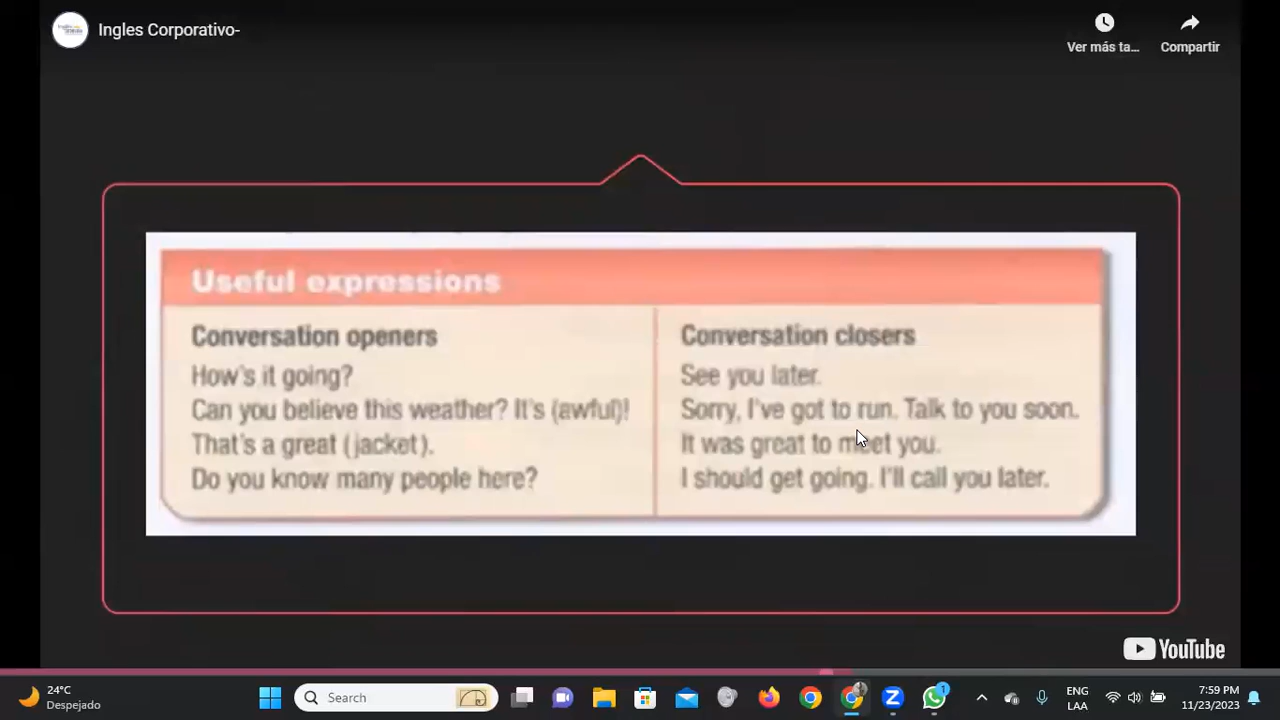 Ingles Corporativo-
Ver más ta...
Compartir
Useful expressions
Conversation openers
How's it going?
Can you believe this weather? It's (awful)!
That's a great (jacket).
Do you know many people here?
Conversation closers
See you later.
Sorry, I've got to run. Talk to you soon.
It was great to meet you.
I should get going. I'll call you later.
YouTube
24°C
Despejado
Search
1
ENG
LAA
7:59 PM
11/23/2023